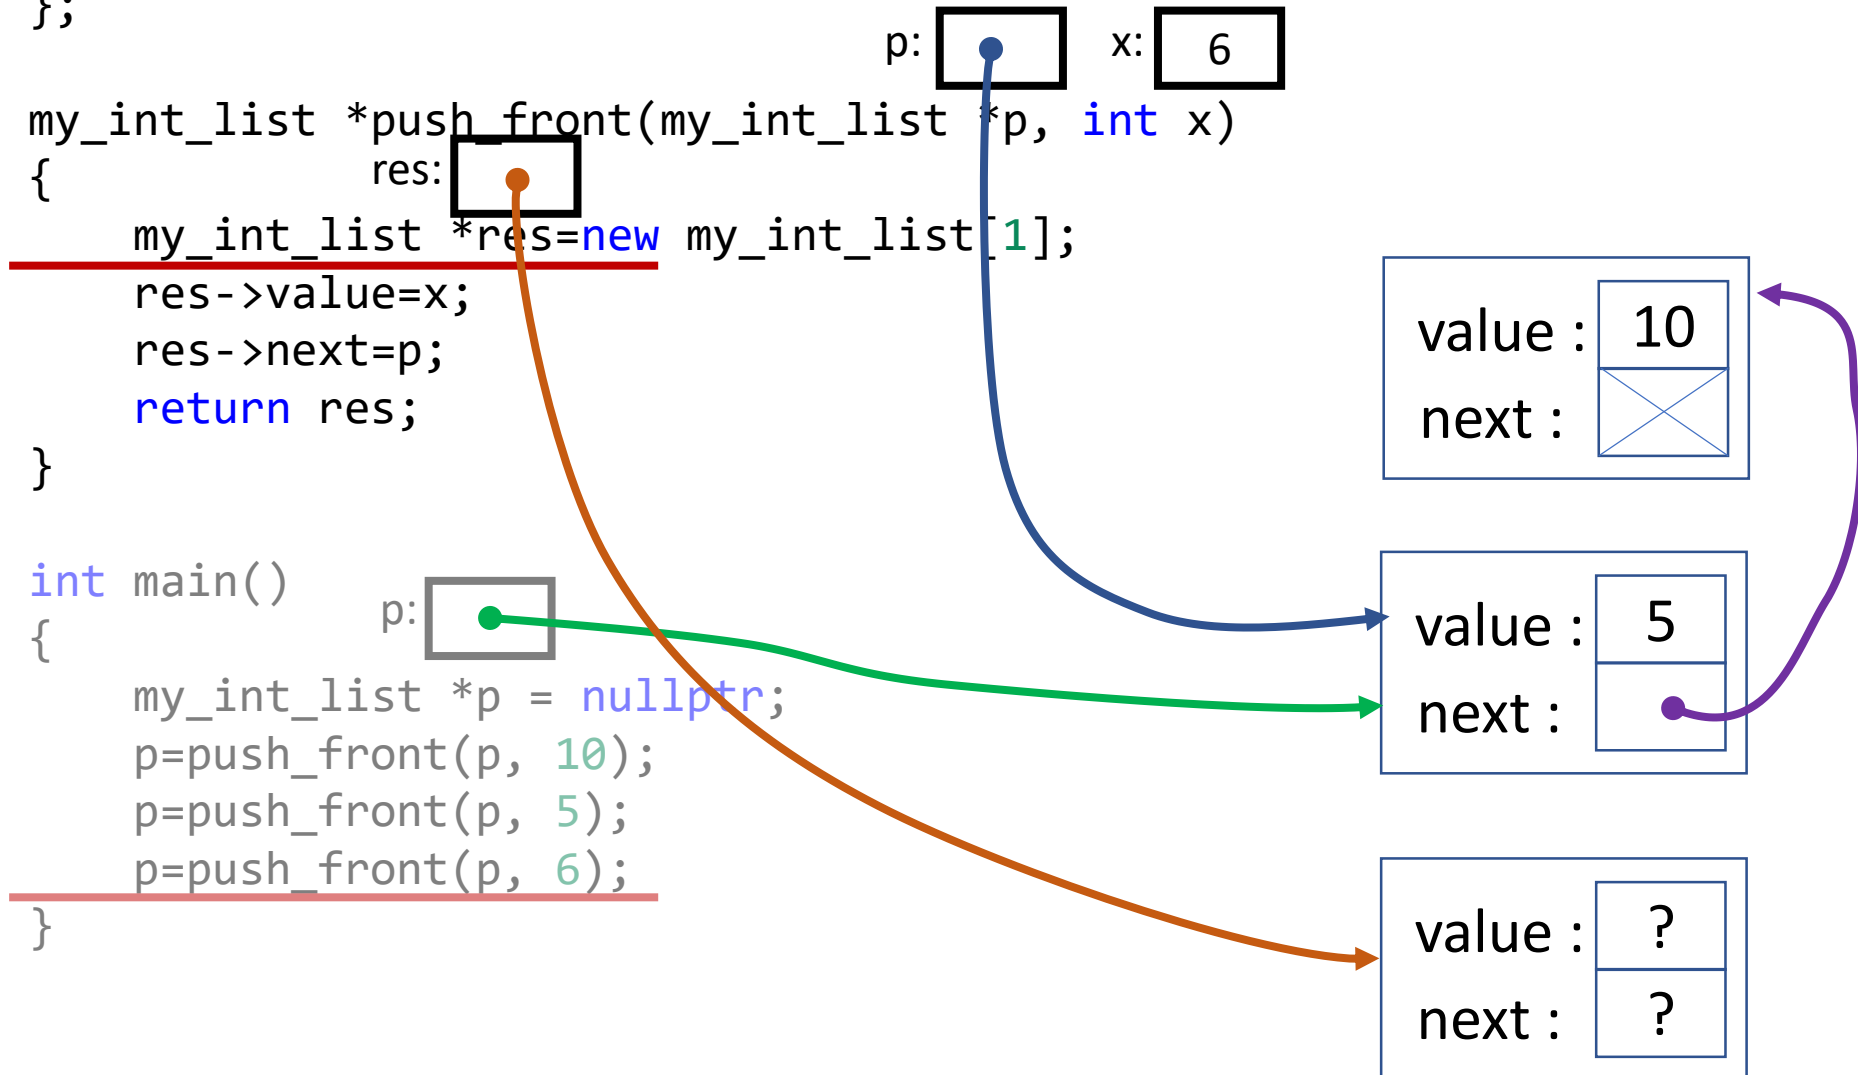 };
p: x: 6
my_int_list *push_front(my_int_list *p, int x)
{
res:
my_int_list *res=new my_int_list[1];
res->value=x;
res->next=p;
return res;
}
int main()
p:
{
my_int_list *p = nullptr;
p=push_front(p, 10);
p=push_front(p, 5);
p=push_front(p, 6);
}
value : 10
next :
value : 5
next :
value : ?
next : ?